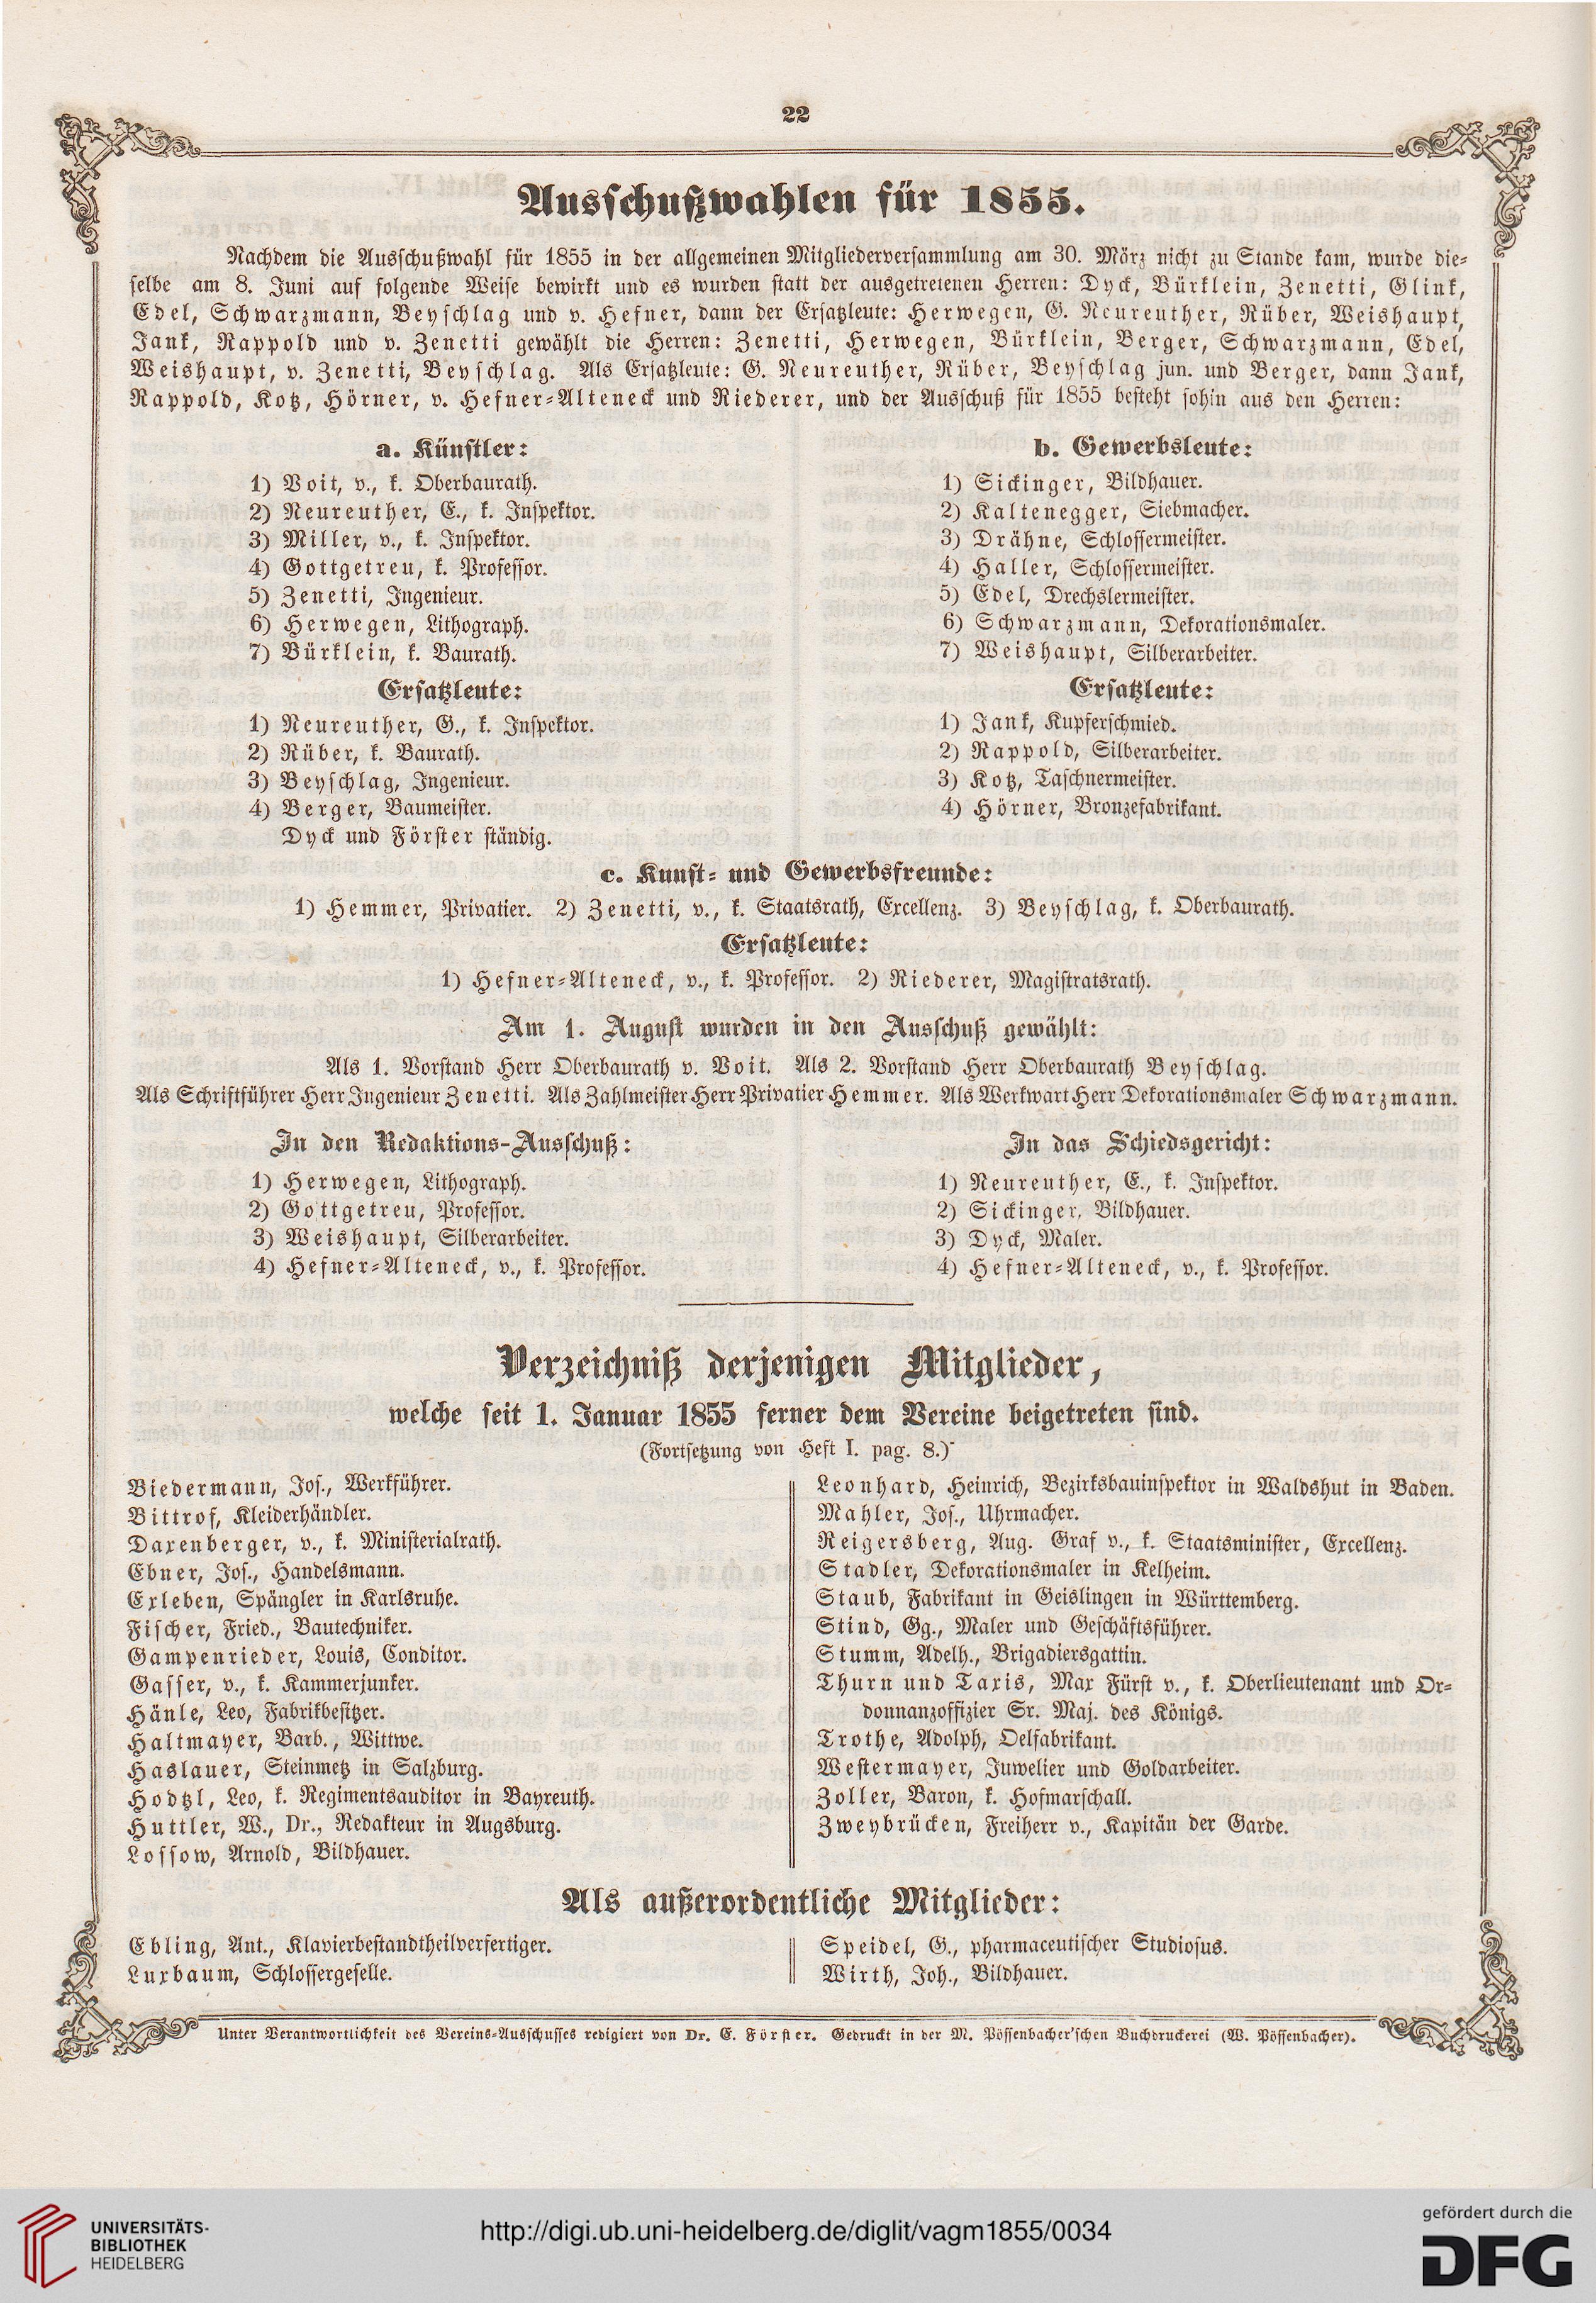 22
Ausschußwahlen für 1855.
Nachdem die Ausschußwahl für 1855 in der allgemeinen Mitgliederversammlung am 30. März nicht zu Stande kam, wurde die-
selbe am 8. Juni auf folgende Weise bewirkt und es wurden statt der ausgetretenen Herren: Dyck, Bürklein, Zenetti, Glink,
Edel, Schwarzmann, Beyschlag und v. Hefner, dann der Ersatzleute: Herwegen, G. Neureuther, Rüber, Weishaupt,
Jank, Rappold und v. Zenetti gewählt die Herren: Zenetti, Herwegen, Bürklein, Berger, Schwarzmann, Edel,
Weishaupt, v. Zenetti, Beyschlag. Als Ersatzleute: G. Neureuther, Rüber, Beyschlag jun. und Berger, dann Jank,
Rappold, Kotz, Hörner, v. Hefner-Alteneck und Riederer, und der Ausschuß für 1855 besteht sohin aus den Herren:
a. Künstler:
1) Voit, v., k. Oberbaurath.
2) Neureuther, E., k. Inspektor.
3) Miller, v., k. Inspektor.
4) Gottgetreu, k. Professor.
5) Zenetti, Ingenieur.
6) Herwegen, Lithograph.
7) Bürklein, k. Baurath.
Ersatzleute:
1) Neureuther, G., k. Inspektor.
2) Rüber, k. Baurath.
3) Beyschlag, Ingenieur.
4) Berger, Baumeister.
Dyck und Förster ständig.
b. Gewerbsleute:
1) Sickinger, Bildhauer.
2) Kaltenegger, Siebmacher.
3) Drähne, Schlossermeister.
4) Haller, Schlossermeister.
5) Edel, Drechslermeister.
6) Schwarzmann, Dekorationsmaler.
7) Weishaupt, Silberarbeiter.
Ersatzleute:
1) Jank, Kupferschmied.
2) Rappold, Silberarbeiter.
3) Kotz, Taschnermeister.
4) Hörner, Bronzefabrikant.
c. Kunst- und Gewerbsfreunde:
1) Hemmer, Privatier. 2) Zenetti, v., k. Staatsrath, Excellenz. 3) Beyschlag, k. Oberbaurath.
Ersatzleute:
1) Hefner-Alteneck, v., k. Professor. 2) Riederer, Magistratsrath.
Am 1. August wurden in den Ausschuß gewählt:
Als 1. Vorstand Herr Oberbaurath v. Voit. Als 2. Vorstand Herr Oberbaurath Beyschlag.
Als Schriftführer Herr Ingenieur Zenetti. Als Zahlmeister Herr Privatier Hemmer. Als Werkwart Herr Dekorationsmaler Schwarzmann.
In den Redaktions-Ausschuß:
1) Herwegen, Lithograph.
2) Gottgetreu, Professor.
3) Weishaupt, Silberarbeiter.
4) Hefner-Alteneck, v., k. Professor.
In das Schiedsgericht:
1) Neureuther, E., k. Inspektor.
2) Sickinger, Bildhauer.
3) Dyck, Maler.
4) Hefner-Alteneck, v., k. Professor.
Verzeichniß derjenigen Mitglieder,
welche seit 1. Januar 1855 ferner dem Vereine beigetreten sind.
(Fortsetzung von Heft I. pag. 8.)
Biedermann, Jos., Werkführer.
Bittrof, Kleiderhändler.
Daxenberger, v., k. Ministerialrath.
Ebner, Jos., Handelsmann.
Exleben, Spängler in Karlsruhe.
Fischer, Fried., Bautechniker.
Gampenrieder, Louis, Conditor.
Gasser, v., k. Kammerjunker.
Hänle, Leo, Fabrikbesitzer.
Haltmayer, Barb., Wittwe.
Haslauer, Steinmetz in Salzburg.
Hodtzl, Leo, k. Regimentsauditor in Bayreuth.
Huttler, W., Dr., Redakteur in Augsburg.
Lossow, Arnold, Bildhauer.
Leonhard, Heinrich, Bezirksbauinspektor in Waldshut in Baden.
Mahler, Jos., Uhrmacher.
Reigersberg, Aug. Graf v., k. Staatsminister, Excellenz.
Stadler, Dekorationsmaler in Kelheim.
Staub, Fabrikant in Geislingen in Württemberg.
Stind, Gg., Maler und Geschäftsführer.
Stumm, Adelh., Brigadiersgattin.
Thurn und Taxis, Max Fürst v., k. Oberlieutenant und Or-
donnanzoffizier Sr. Maj. des Königs.
Trothe, Adolph, Oelfabrikant.
Westermayer, Juwelier und Goldarbeiter.
Zoller, Baron, k. Hofmarschall.
Zweybrücken, Freiherr v., Kapitän der Garde.
Als außerordentliche Mitglieder:
Ebling, Ant., Klavierbestandtheilverfertiger.
Luxbaum, Schlossergeselle.
Speidel, G., pharmaceutischer Studiosus.
Wirth, Joh., Bildhauer.
Unter Verantwortlichkeit des Vereins-Ausschusses redigiert von Dr. E. Förster. Gedruckt in der M. Pössenbacher'schen Buchdruckerei (W. Pössenbacher).
UNIVERSITÄTS-
BIBLIOTHEK
HEIDELBERG
http://digi.ub.uni-heidelberg.de/diglit/vagm1855/0034
gefördert durch die
DFG